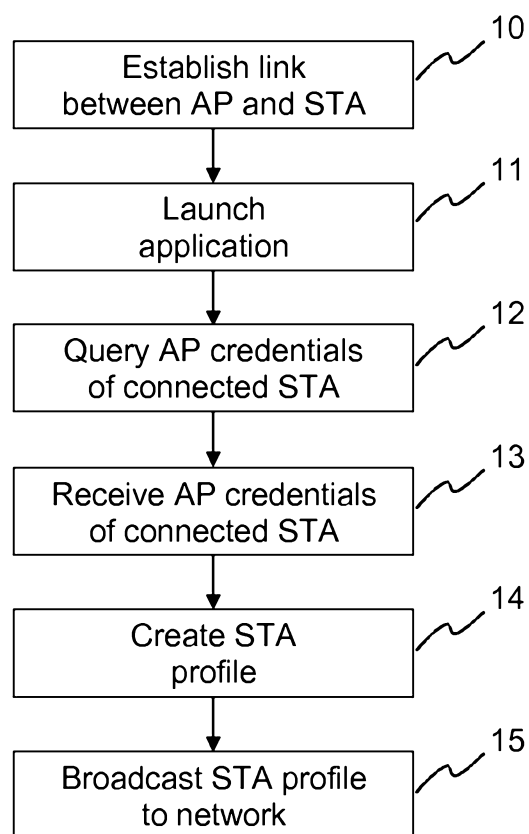 10
Establish link
between AP and STA
11
Launch
application
12
Query AP credentials
of connected STA
13
Receive AP credentials
of connected STA
14
Create STA
profile
15
Broadcast STA profile
to network